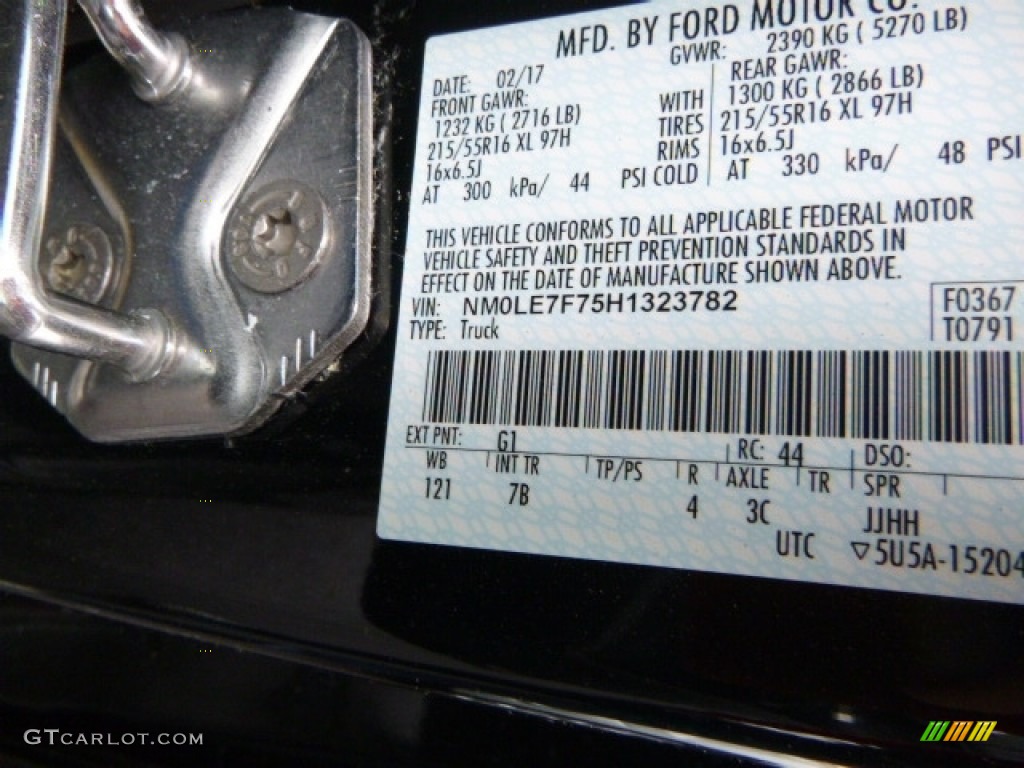 MFD. BY FORD MOTOR CO.
DATE: 02/17 GVWR: 2390 KG ( 5270 LB)
FRONT GAWR: REAR GAWR:
1232 KG ( 2716 LB) WITH 1300 KG ( 2866 LB)
215/55R16 XL 97H TIRES 215/55R16 XL 97H
16x6.5J RIMS 16x6.5J
AT 300 kPa/ 44 PSI COLD AT 330 kPa/ 48 PSI
THIS VEHICLE CONFORMS TO ALL APPLICABLE FEDERAL MOTOR
VEHICLE SAFETY AND THEFT PREVENTION STANDARDS IN
EFFECT ON THE DATE OF MANUFACTURE SHOWN ABOVE.
VIN: NM0LE7F75H1323782 F0367
TYPE: Truck T0791
EXT PNT: G1 RC: 44 DSO:
WB INT TR TP/PS R AXLE TR SPR
121 7B 4 3C JJHH
UTC ▽5U5A-15204
GTCARLOT.COM